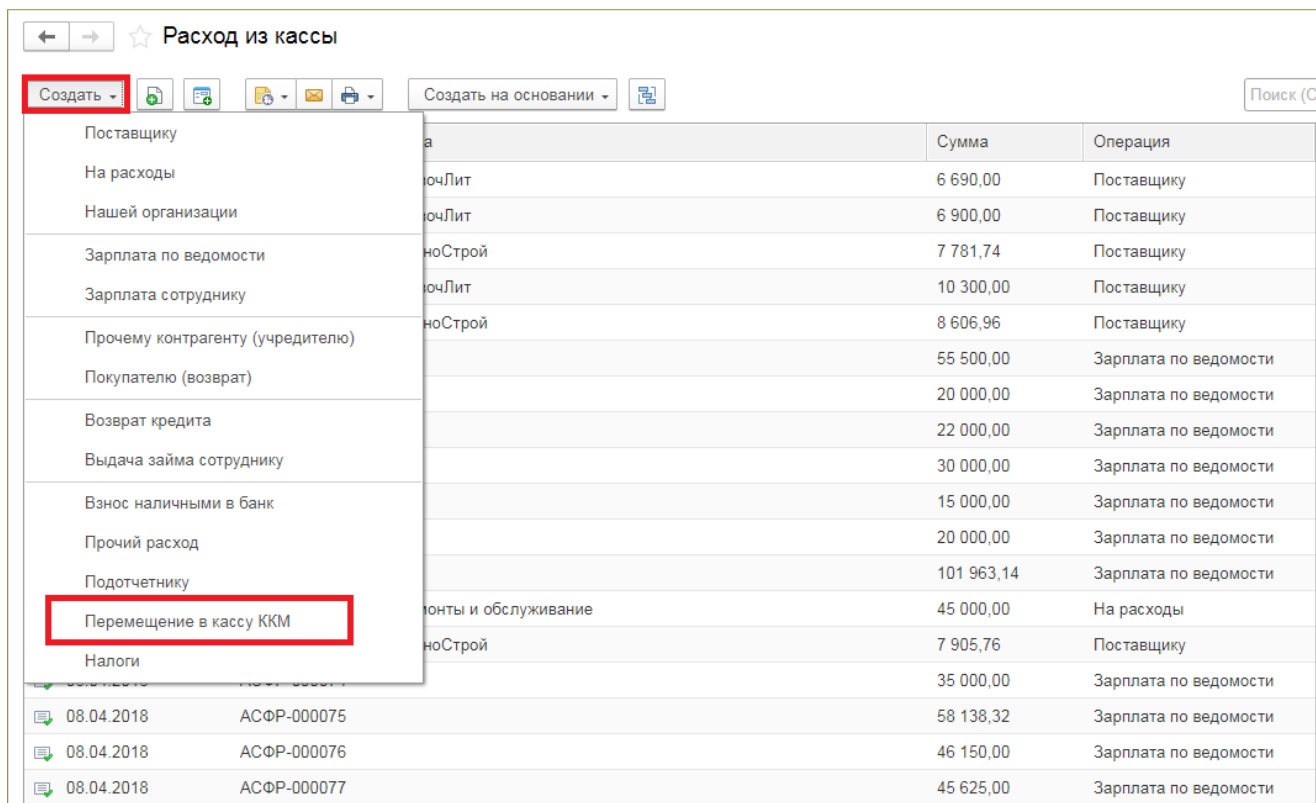 Расход из кассы
Создать Создать на основании Поиск (С
Поставщику
На расходы
Нашей организации
Зарплата по ведомости
Зарплата сотруднику
Прочему контрагенту (учредителю)
Покупателю (возврат)
Возврат кредита
Выдача займа сотруднику
Взнос наличными в банк
Прочий расход
Подотчетнику
Перемещение в кассу ККМ
Налоги
а Сумма Операция
вочЛит 6 690,00 Поставщику
вочЛит 6 900,00 Поставщику
ноСтрой 7 781,74 Поставщику
вочЛит 10 300,00 Поставщику
ноСтрой 8 606,96 Поставщику
55 500,00 Зарплата по ведомости
20 000,00 Зарплата по ведомости
22 000,00 Зарплата по ведомости
30 000,00 Зарплата по ведомости
15 000,00 Зарплата по ведомости
20 000,00 Зарплата по ведомости
101 963,14 Зарплата по ведомости
монты и обслуживание 45 000,00 На расходы
ноСтрой 7 905,76 Поставщику
35 000,00 Зарплата по ведомости
08.04.2018 АСФР-000075 58 138,32 Зарплата по ведомости
08.04.2018 АСФР-000076 46 150,00 Зарплата по ведомости
08.04.2018 АСФР-000077 45 625,00 Зарплата по ведомости